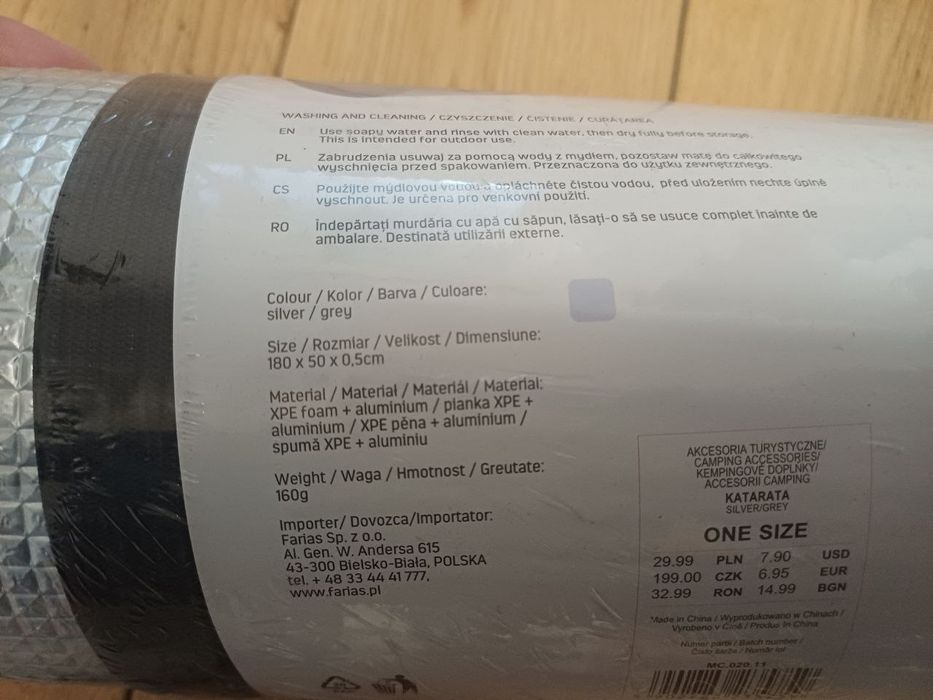 WASHING AND CLEANING / CZYSZCZENIE / ČISTENIE / CURĂȚAREA
EN Use soapy water and rinse with clean water, then dry fully before storage.
This is intended for outdoor use.
PL Zabrudzenia usuwaj za pomocą wody z mydłem, pozostaw matę do całkowitego
wyschnięcia przed spakowaniem. Przeznaczona do użytku zewnętrznego.
CS Použijte mýdlovou vodou a opláchněte čistou vodou, před uložením nechte úplně
vyschnout. Je určena pro venkovní použití.
RO Îndepărtați murdăria cu apă cu săpun, lăsați-o să se usuce complet înainte de
ambalare. Destinată utilizării externe.
Colour / Kolor / Barva / Culoare:
silver / grey
Size / Rozmiar / Velikost / Dimensiune:
180 x 50 x 0,5cm
Material / Materiał / Materiál / Material:
XPE foam + aluminium / pianka XPE +
aluminium / XPE pěna + aluminium /
spumă XPE + aluminiu
Weight / Waga / Hmotnost / Greutate:
160g
Importer/ Dovozca/Importator:
Farias Sp. z o.o.
Al. Gen. W. Andersa 615
43-300 Bielsko-Biała, POLSKA
tel. + 48 33 44 41 777,
www.farias.pl
AKCESORIA TURYSTYCZNE/
CAMPING ACCESSORIES/
KEMPINGOVÉ DOPLŇKY/
ACCESORII CAMPING
KATARATA
SILVER/GREY
ONE SIZE
29.99 PLN 7.90 USD
199.00 CZK 6.95 EUR
32.99 RON 14.99 BGN
Made in China / Wyprodukowano w Chinach /
Vyrobeno v Číně / Produs în China
Numer partii / Batch number /
Číslo šarže / Număr lot
MC.020.11